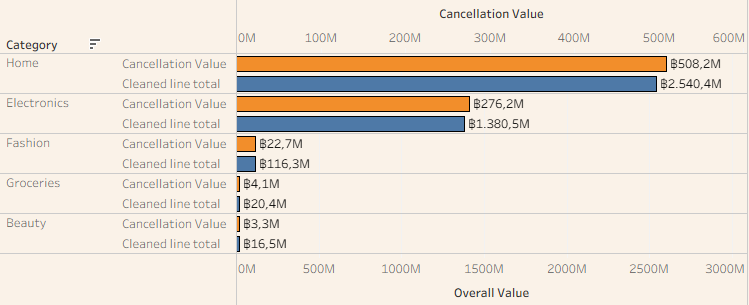 Cancellation Value
0M 100M 200M 300M 400M 500M 600M
Category
Home Cancellation Value ฿508,2M
Cleaned line total ฿2.540,4M
Electronics Cancellation Value ฿276,2M
Cleaned line total ฿1.380,5M
Fashion Cancellation Value ฿22,7M
Cleaned line total ฿116,3M
Groceries Cancellation Value ฿4,1M
Cleaned line total ฿20,4M
Beauty Cancellation Value ฿3,3M
Cleaned line total ฿16,5M
0M 500M 1000M 1500M 2000M 2500M 3000M
Overall Value